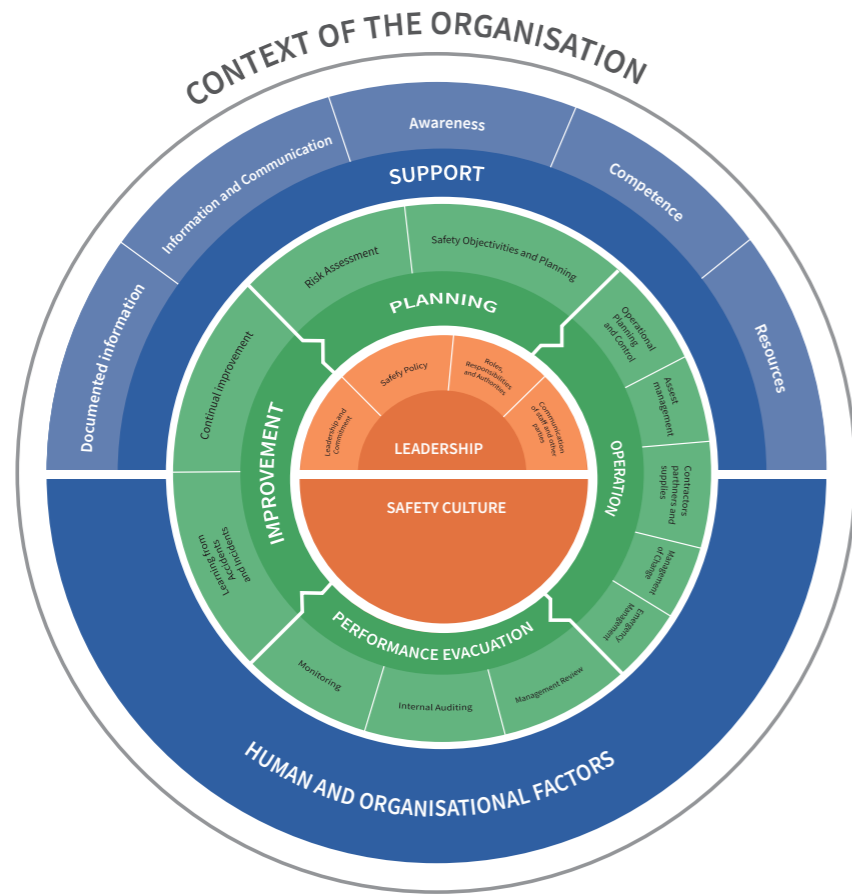 CONTEXT OF THE ORGANISATION
Documented information
Information and Communication
Awareness
Competence
Resources
SUPPORT
Risk Assessment
Safety Objectivities and Planning
PLANNING
Operational
Planning
and Control
Assest
management
Contractors
parthners and
supplies
Management
of Change
Emergency
Management
OPERATION
Management Review
Internal Auditing
Monitoring
PERFORMANCE EVACUATION
Learning from
Accidents
and Incidents
Continual improvement
IMPROVEMENT
Leadership and
Commitment
Safefy Policy
Roles,
Responsibilities
and Authorities
Communication
of staff and other
parties
LEADERSHIP
SAFETY CULTURE
HUMAN AND ORGANISATIONAL FACTORS